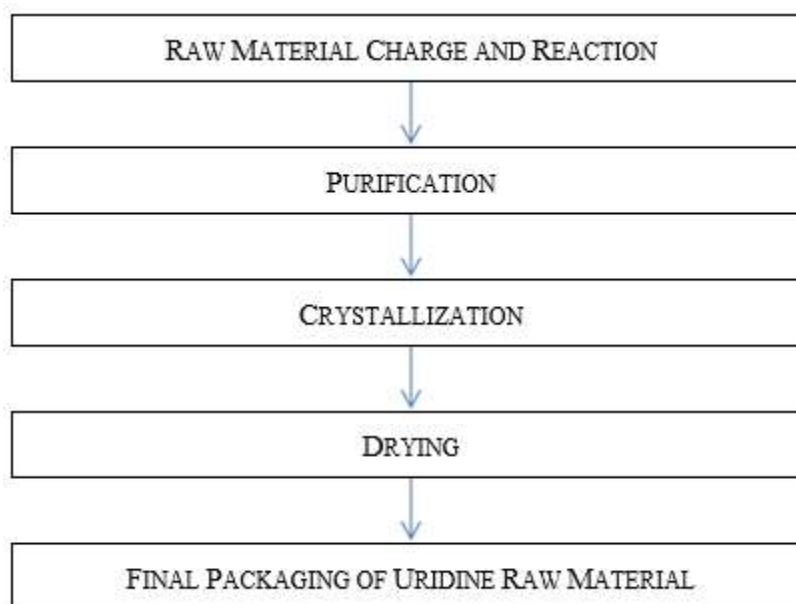 RAW MATERIAL CHARGE AND REACTION
PURIFICATION
CRYSTALLIZATION
DRYING
FINAL PACKAGING OF URIDINE RAW MATERIAL